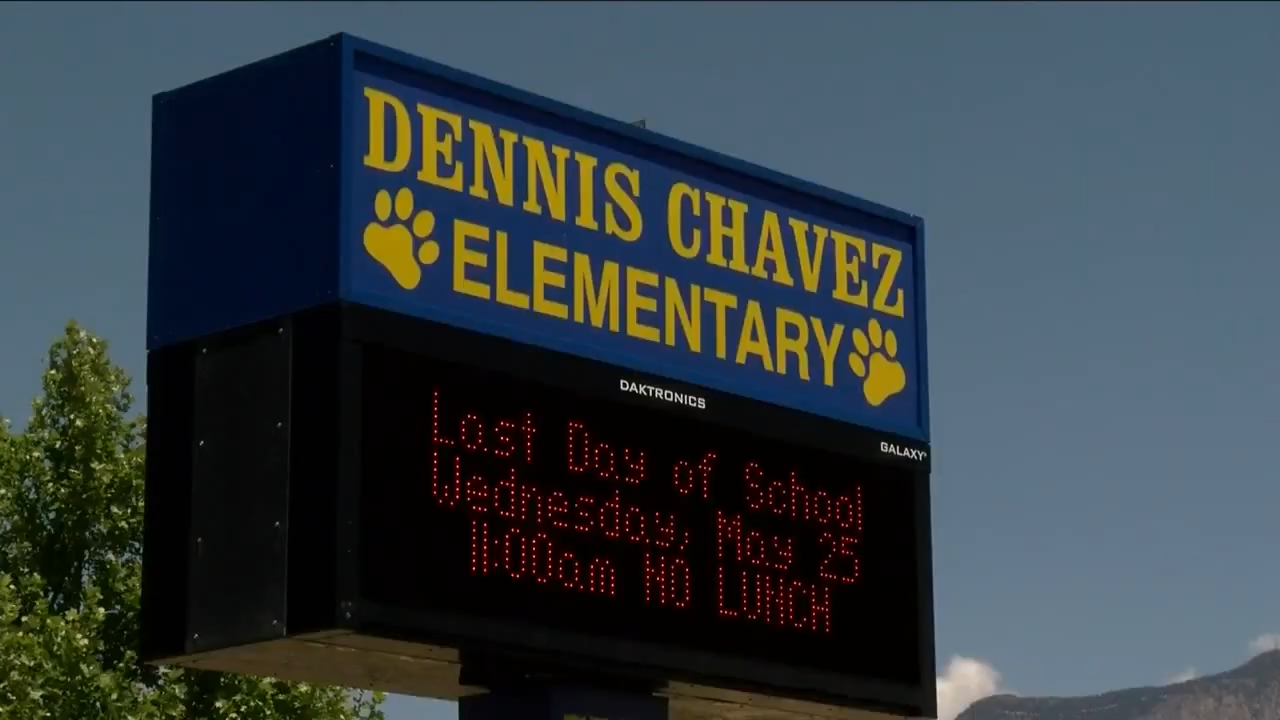 DENNIS CHAVEZ
ELEMENTARY
DAKTRONICS
GALAXY®
Last Day of School
Wednesday, May 25
11:00am NO LUNCH